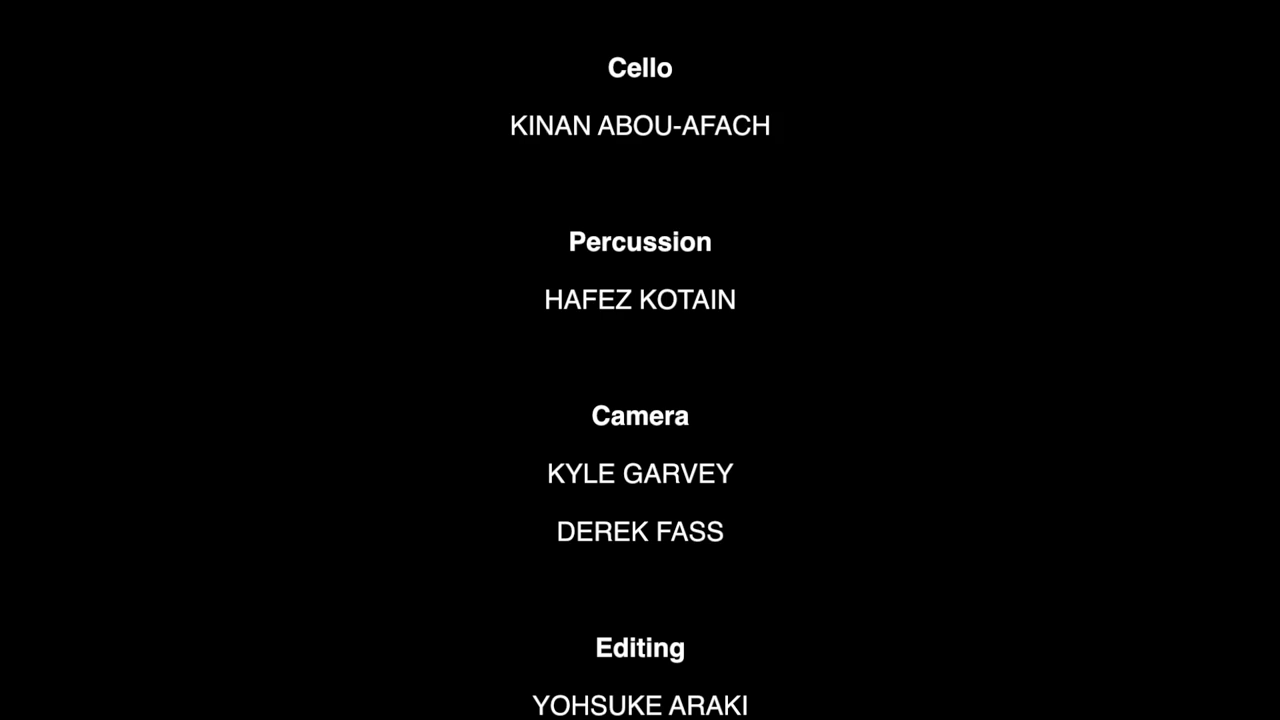 Cello
KINAN ABOU-AFACH
Percussion
HAFEZ KOTAIN
Camera
KYLE GARVEY
DEREK FASS
Editing
YOHSUKE ARAKI